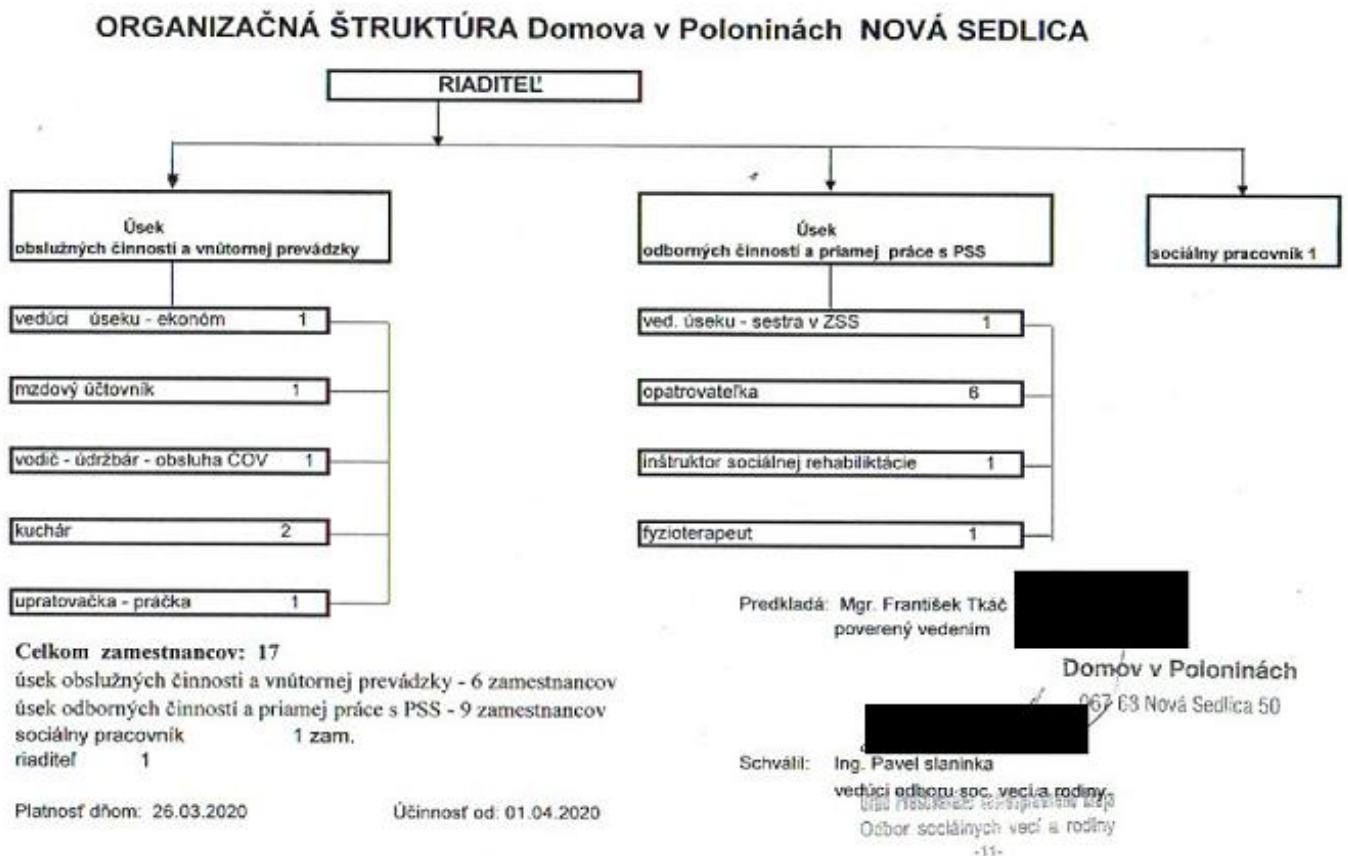 ORGANIZAČNÁ ŠTRUKTÚRA Domova v Poloninách NOVÁ SEDLICA
RIADITEĽ
Úsek
obslužných činností a vnútornej prevádzky
Úsek
odborných činností a priamej práce s PSS
sociálny pracovník 1
vedúci úseku - ekonóm 1
mzdový účtovník 1
vodič - údržbár - obsluha ČOV 1
kuchár 2
upratovačka - práčka 1
ved. úseku - sestra v ZSS 1
opatrovateľka 6
inštruktor sociálnej rehabiliktácie 1
fyzioterapeut 1
Celkom zamestnancov: 17
úsek obslužných činností a vnútornej prevádzky - 6 zamestnancov
úsek odborných činností a priamej práce s PSS - 9 zamestnancov
sociálny pracovník 1 zam.
riaditeľ 1
Platnosť dňom: 26.03.2020 Účinnosť od: 01.04.2020
Predkladá: Mgr. František Tkáč
poverený vedením
Domov v Poloninách
067 68 Nová Sedlica 50
Schválil: Ing. Pavel slaninka
vedúci odboru soc. vecí a rodiny
Odbor sociálnych vecí a rodiny
-11-